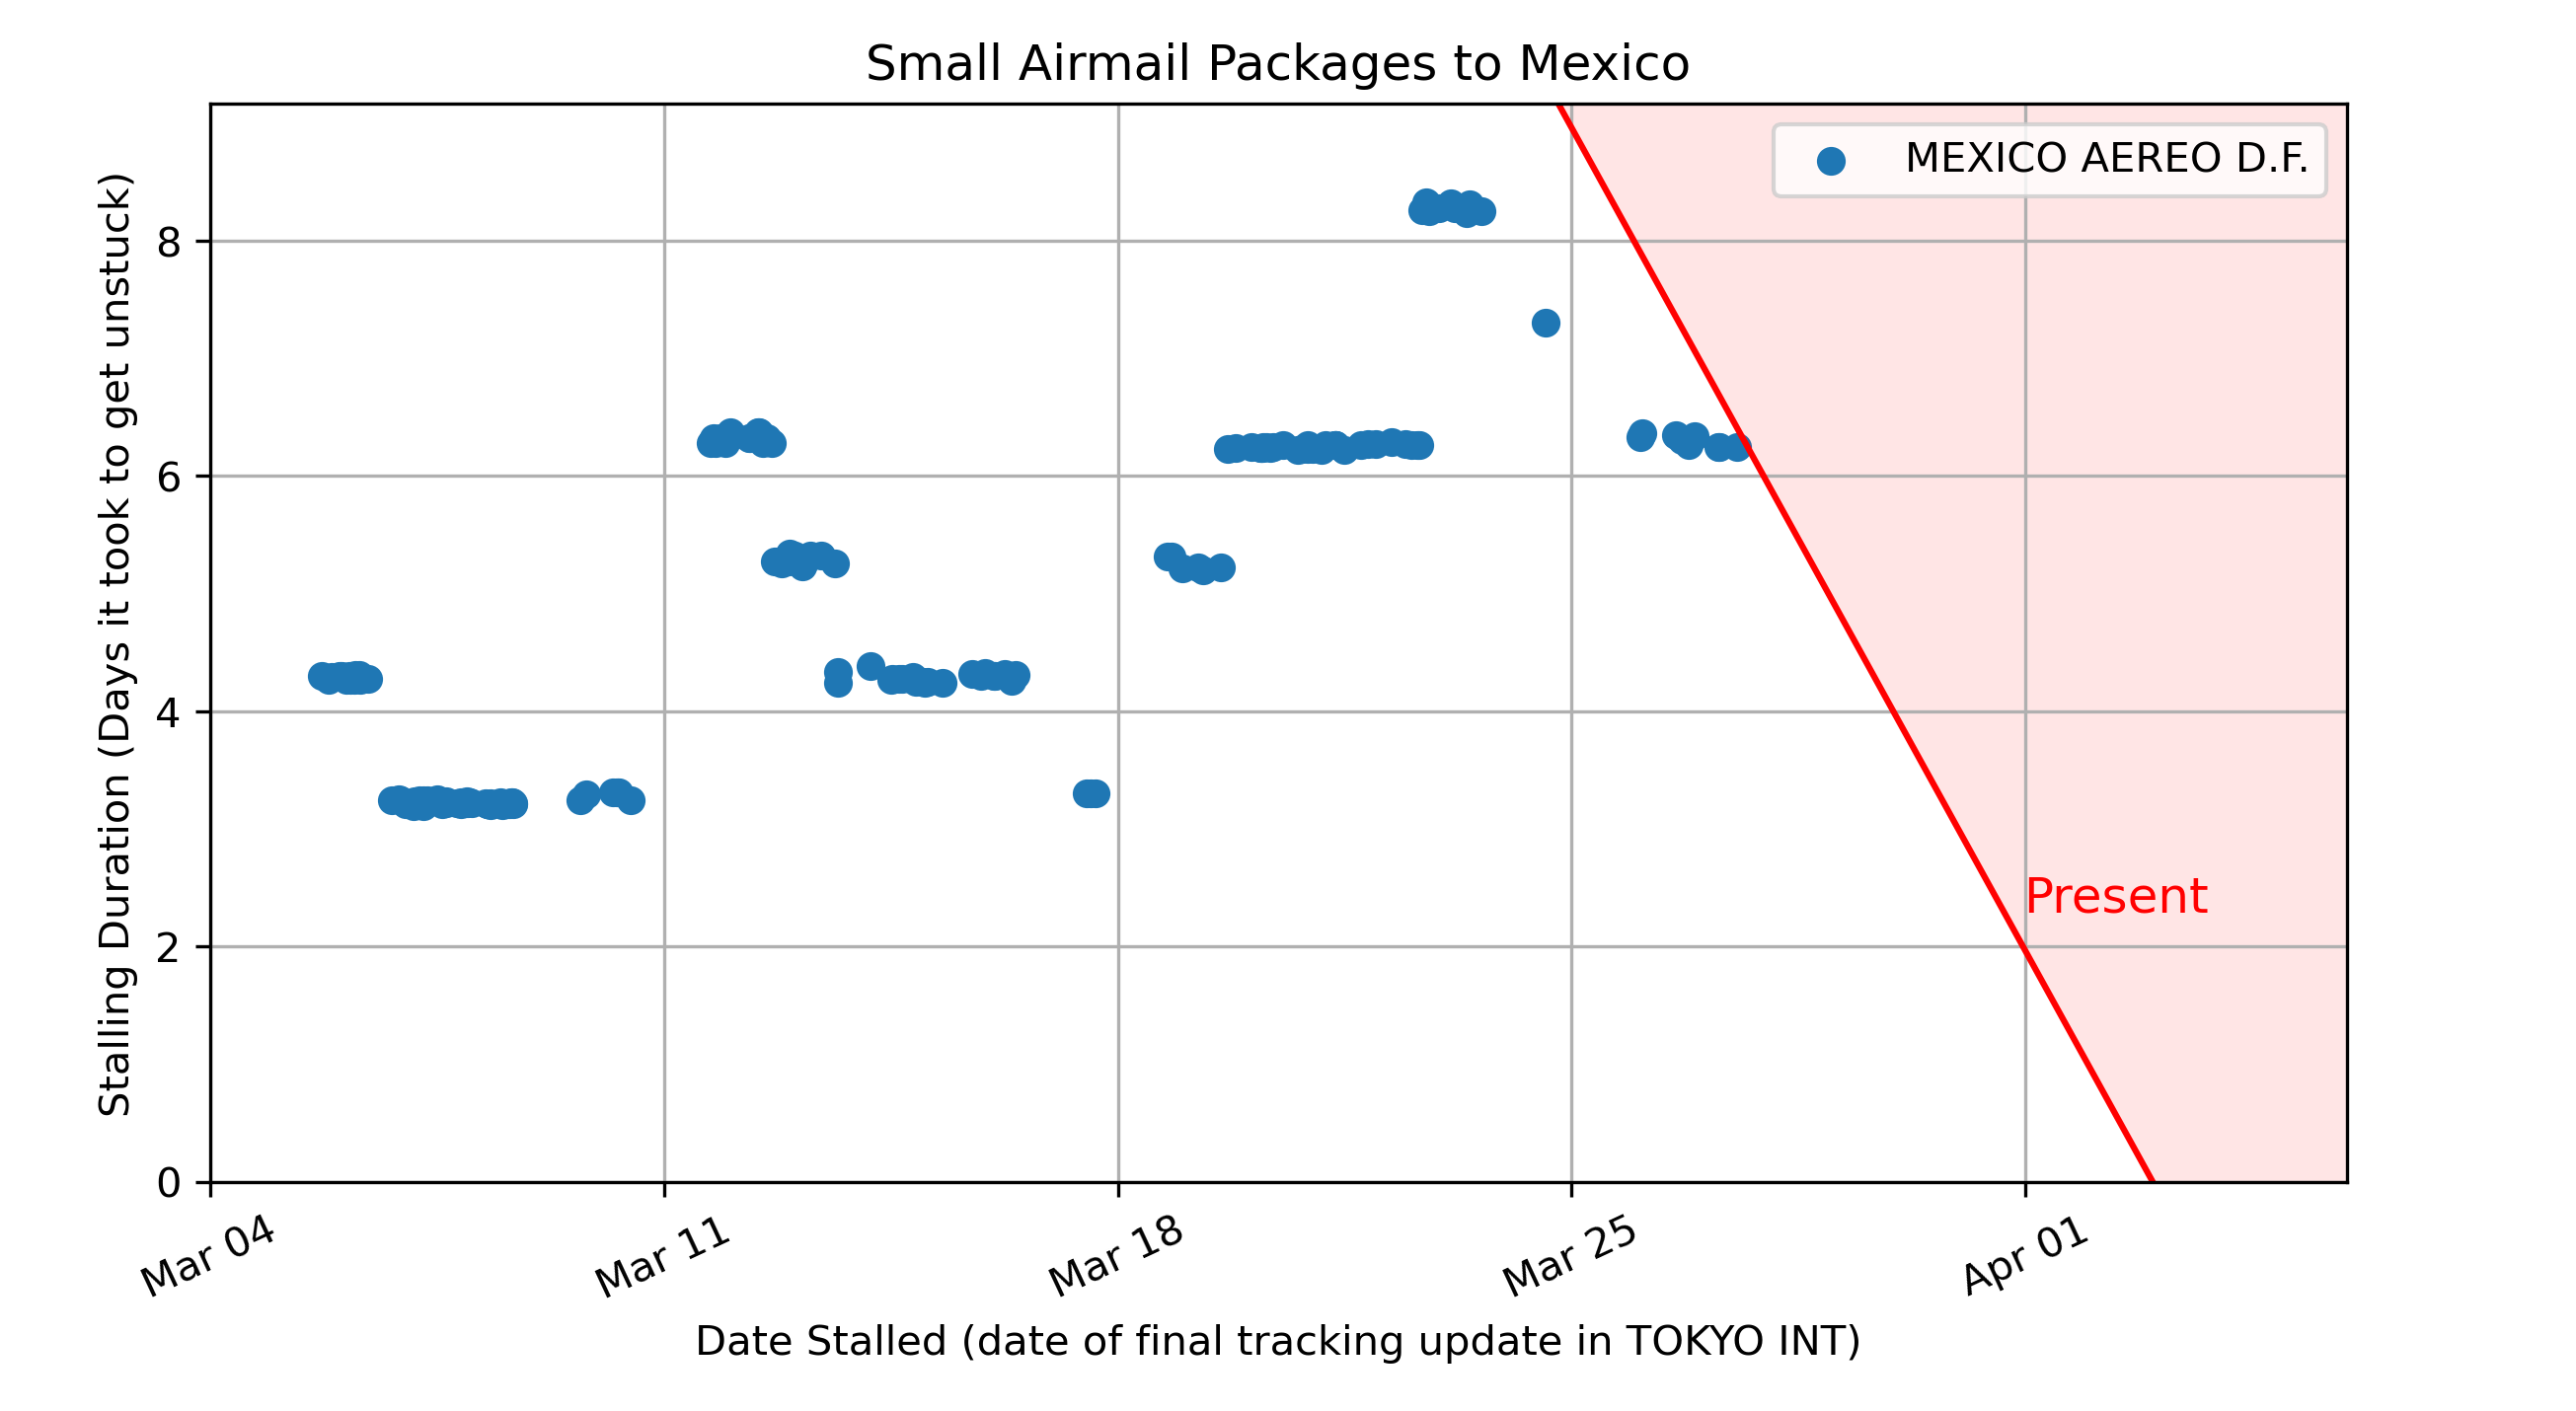 Small Airmail Packages to Mexico
MEXICO AEREO D.F.
Stalling Duration (Days it took to get unstuck)
8
6
4
2
0
Present
Mar 04
Mar 11
Mar 18
Mar 25
Apr 01
Date Stalled (date of final tracking update in TOKYO INT)